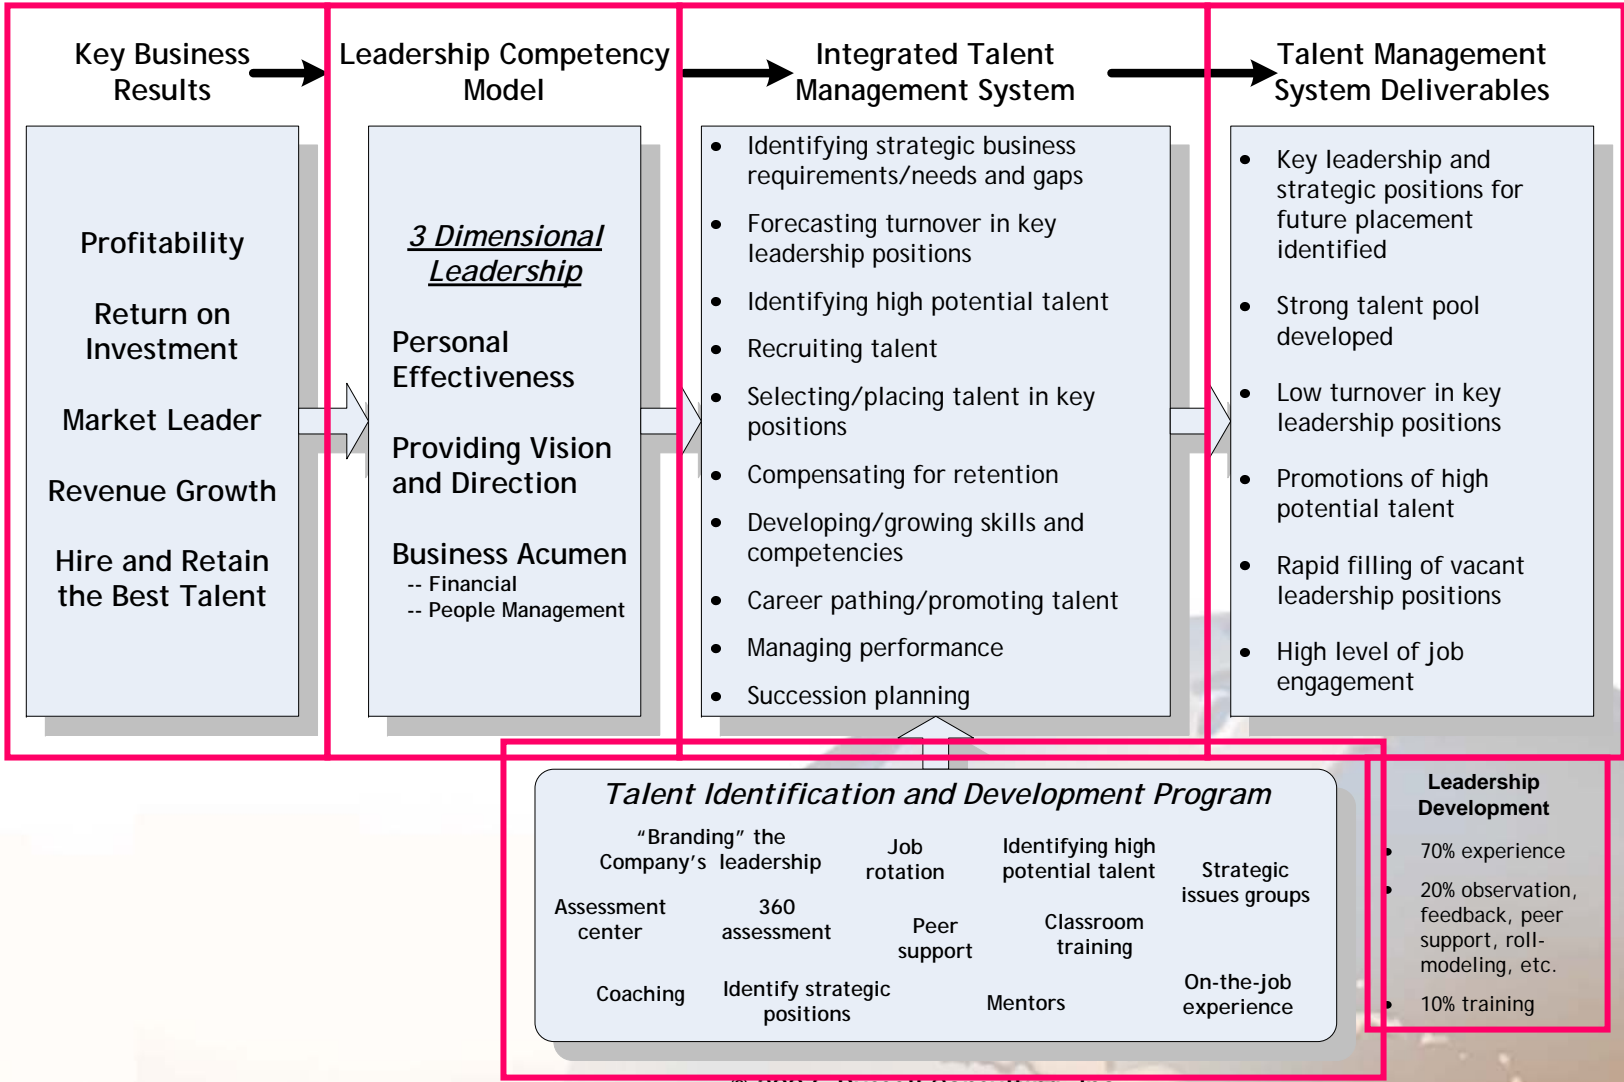 Key Business
Results
Leadership Competency
Model
Integrated Talent
Management System
Talent Management
System Deliverables
Profitability
Return on
Investment
Market Leader
Revenue Growth
Hire and Retain
the Best Talent
3 Dimensional
Leadership
Personal
Effectiveness
Providing Vision
and Direction
Business Acumen
-- Financial
-- People Management
• Identifying strategic business
requirements/needs and gaps
• Forecasting turnover in key
leadership positions
• Identifying high potential talent
• Recruiting talent
• Selecting/placing talent in key
positions
• Compensating for retention
• Developing/growing skills and
competencies
• Career pathing/promoting talent
• Managing performance
• Succession planning
• Key leadership and
strategic positions for
future placement
identified
• Strong talent pool
developed
• Low turnover in key
leadership positions
• Promotions of high
potential talent
• Rapid filling of vacant
leadership positions
• High level of job
engagement
Talent Identification and Development Program
“Branding” the
Company’s leadership
Job
rotation
Identifying high
potential talent
Strategic
issues groups
Assessment
center
360
assessment
Peer
support
Classroom
training
Coaching
Identify strategic
positions
Mentors
On-the-job
experience
Leadership
Development
• 70% experience
• 20% observation,
feedback, peer
support, roll-
modeling, etc.
• 10% training